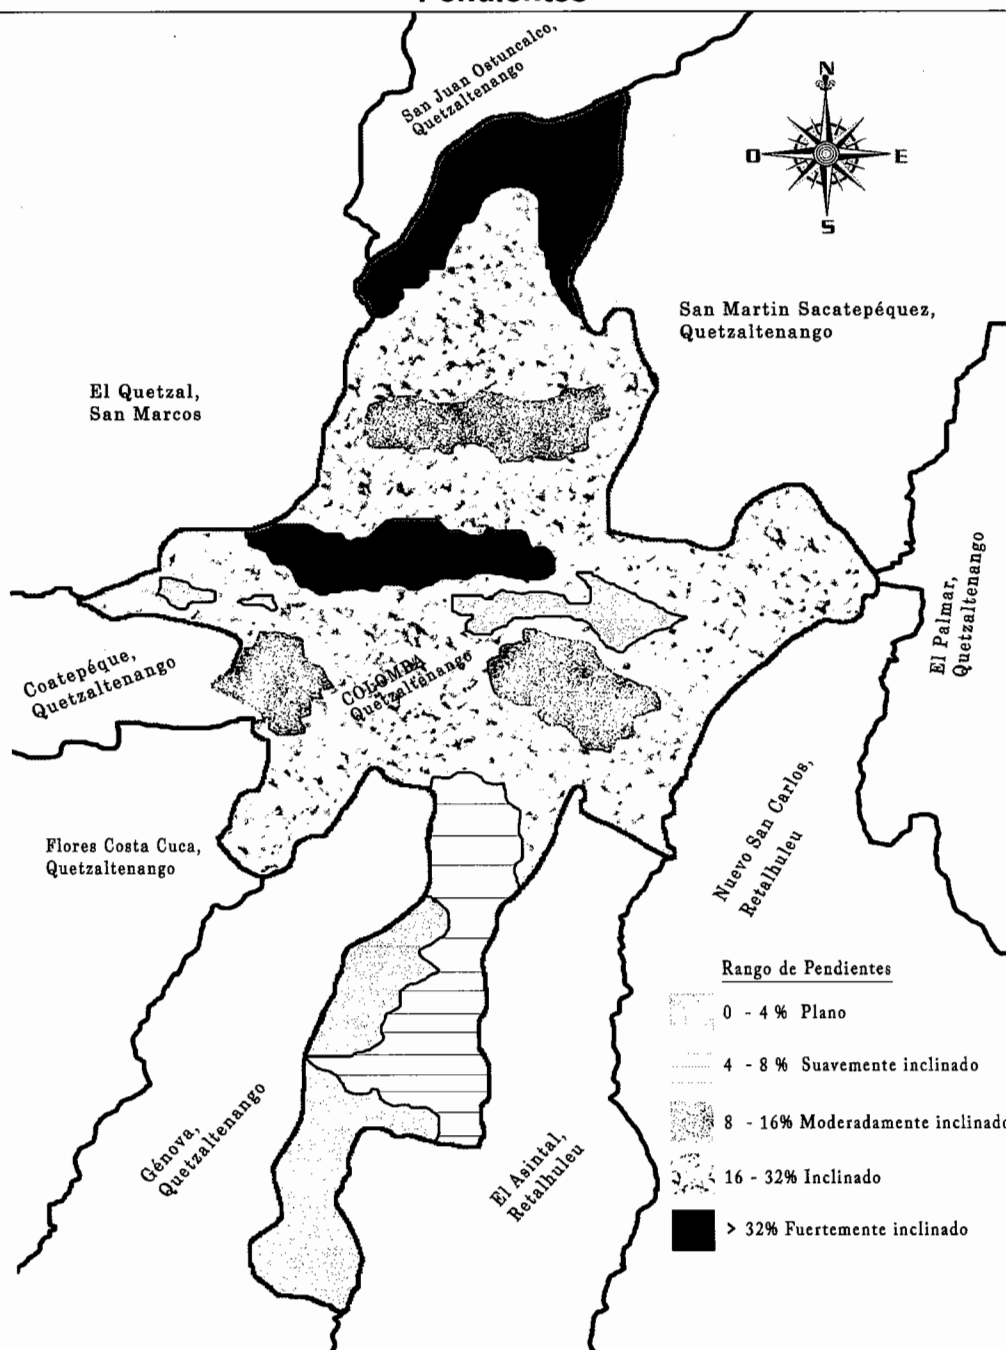 Pendientes
San Juan Ostuncalco,
Quetzaltenango
N
O
E
S
San Martin Sacatepéquez,
Quetzaltenango
El Quetzal,
San Marcos
El Palmar,
Quetzaltenango
Coatepéque,
Quetzaltenango
COLOMBA
Quetzaltenango
Flores Costa Cuca,
Quetzaltenango
Nuevo San Carlos,
Retalhuleu
Génova,
Quetzaltenango
El Asintal,
Retalhuleu
Rango de Pendientes
0 - 4 % Plano
4 - 8 % Suavemente inclinado
8 - 16% Moderadamente inclinado
16 - 32% Inclinado
> 32% Fuertemente inclinado